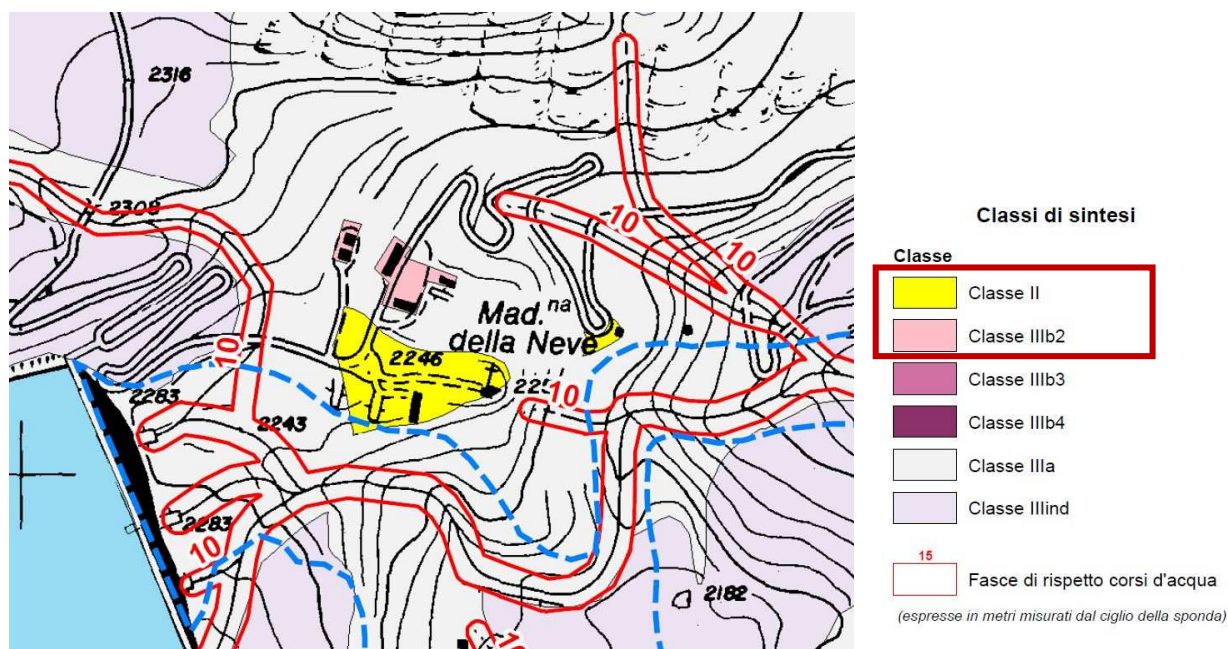 2316
2308
10
10
10
Mad.na
della Neve
2246
10
10
2283
2243
2283
10
2182
Classi di sintesi
Classe
Classe II
Classe IIIb2
Classe IIIb3
Classe IIIb4
Classe IIIa
Classe IIIind
15
Fasce di rispetto corsi d'acqua
(espresse in metri misurati dal ciglio della sponda)